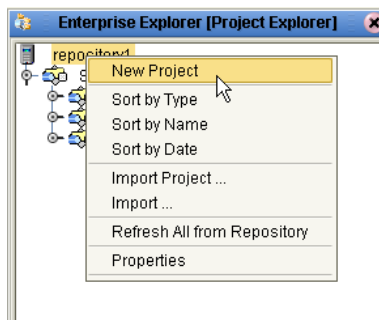 Enterprise Explorer [Project Explorer]
repository1
S
New Project
Sort by Type
Sort by Name
Sort by Date
Import Project ...
Import ...
Refresh All from Repository
Properties